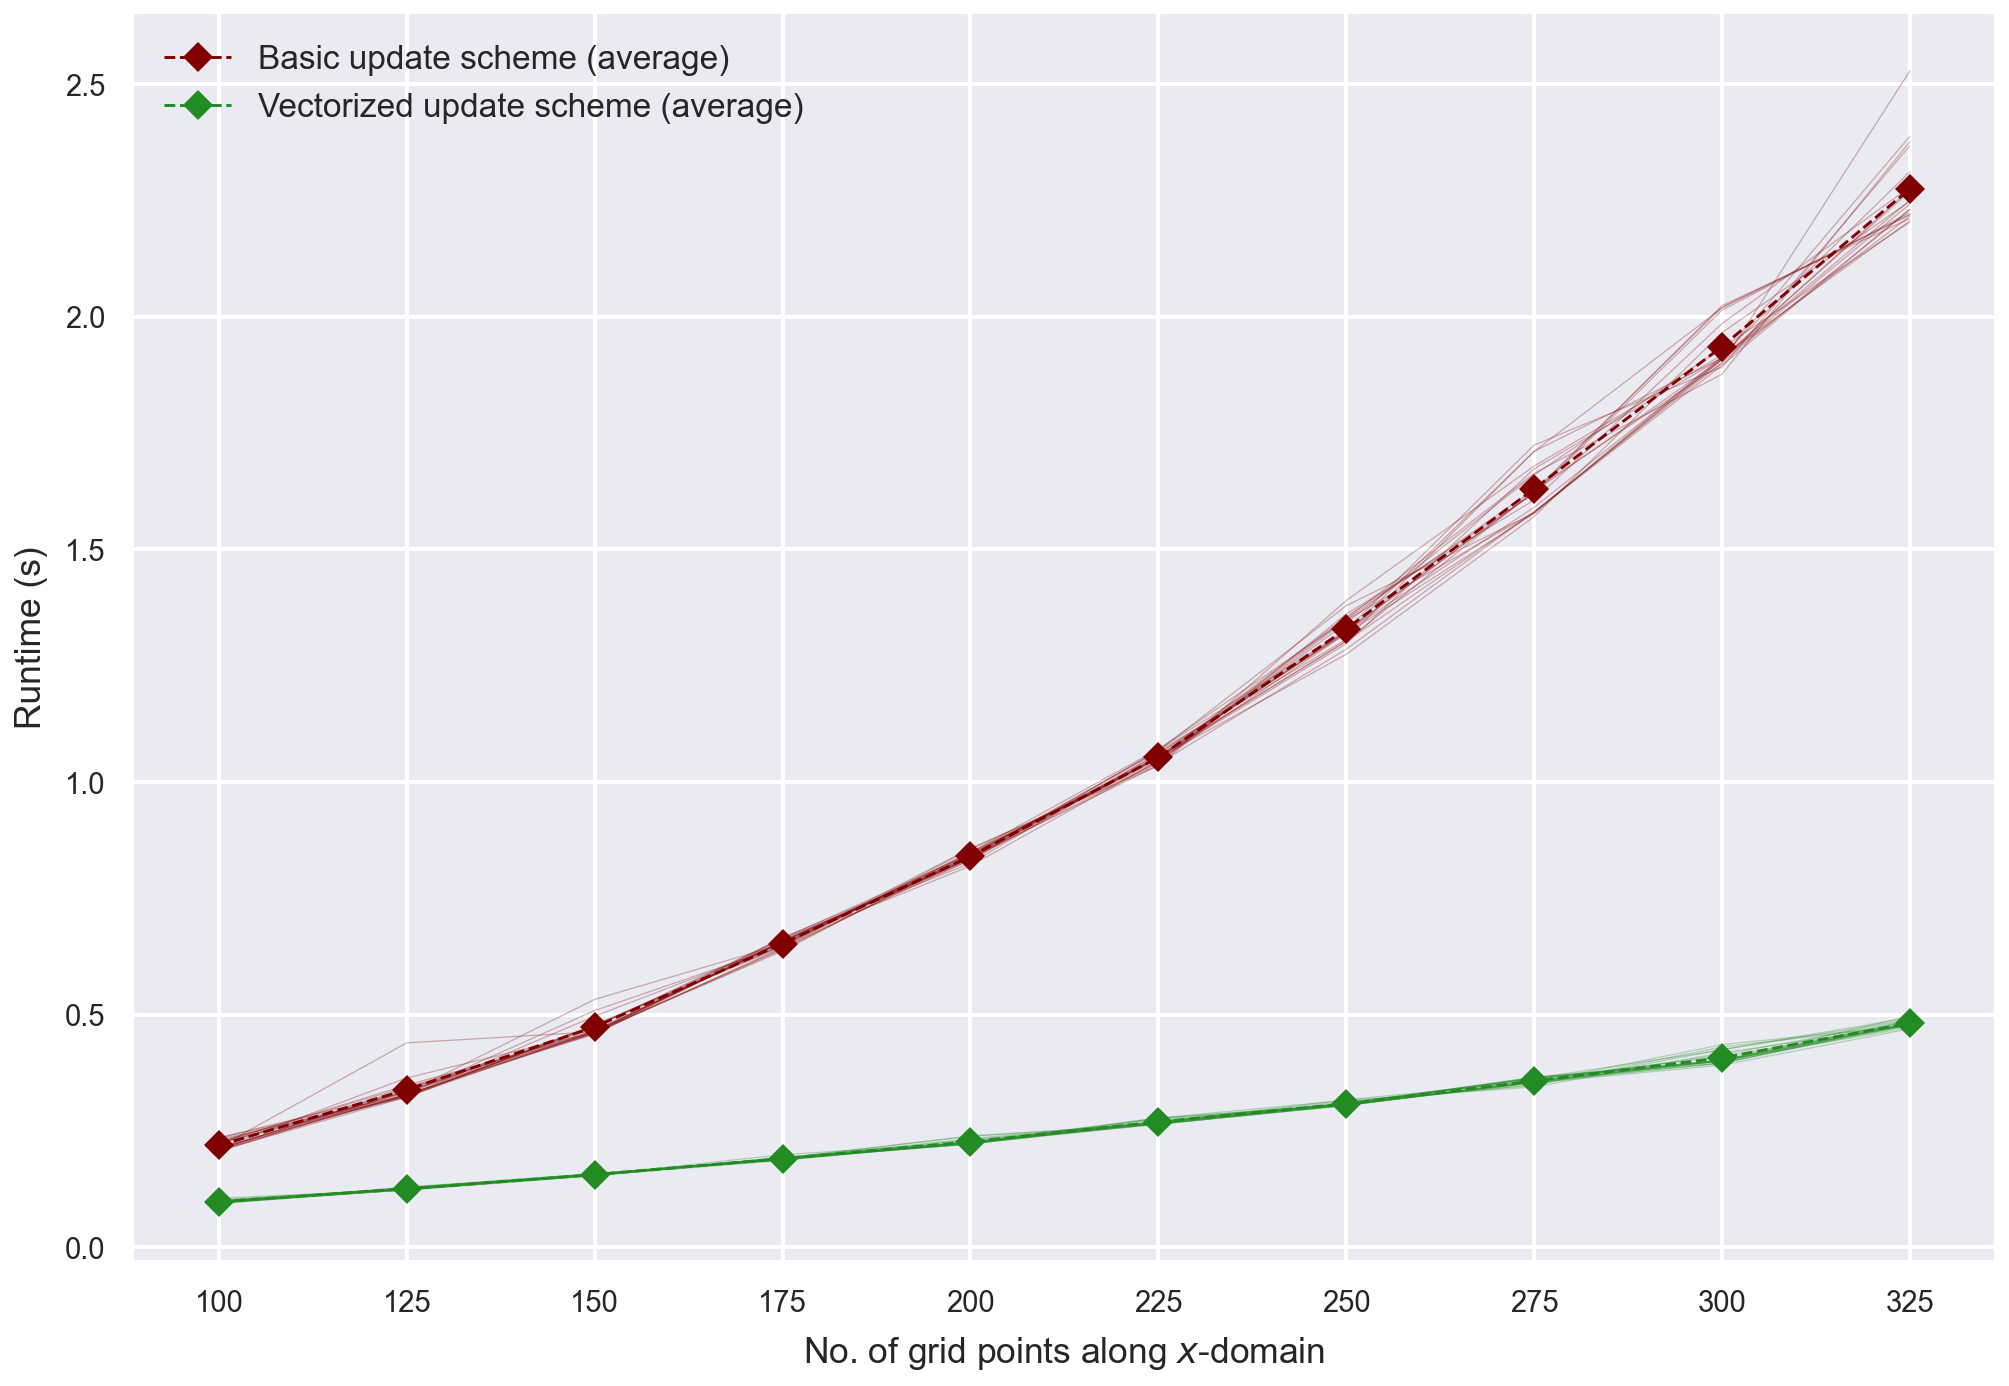 Basic update scheme (average)
Vectorized update scheme (average)
2.5
2.0
1.5
1.0
0.5
0.0
Runtime (s)
100 125 150 175 200 225 250 275 300 325
No. of grid points along x-domain